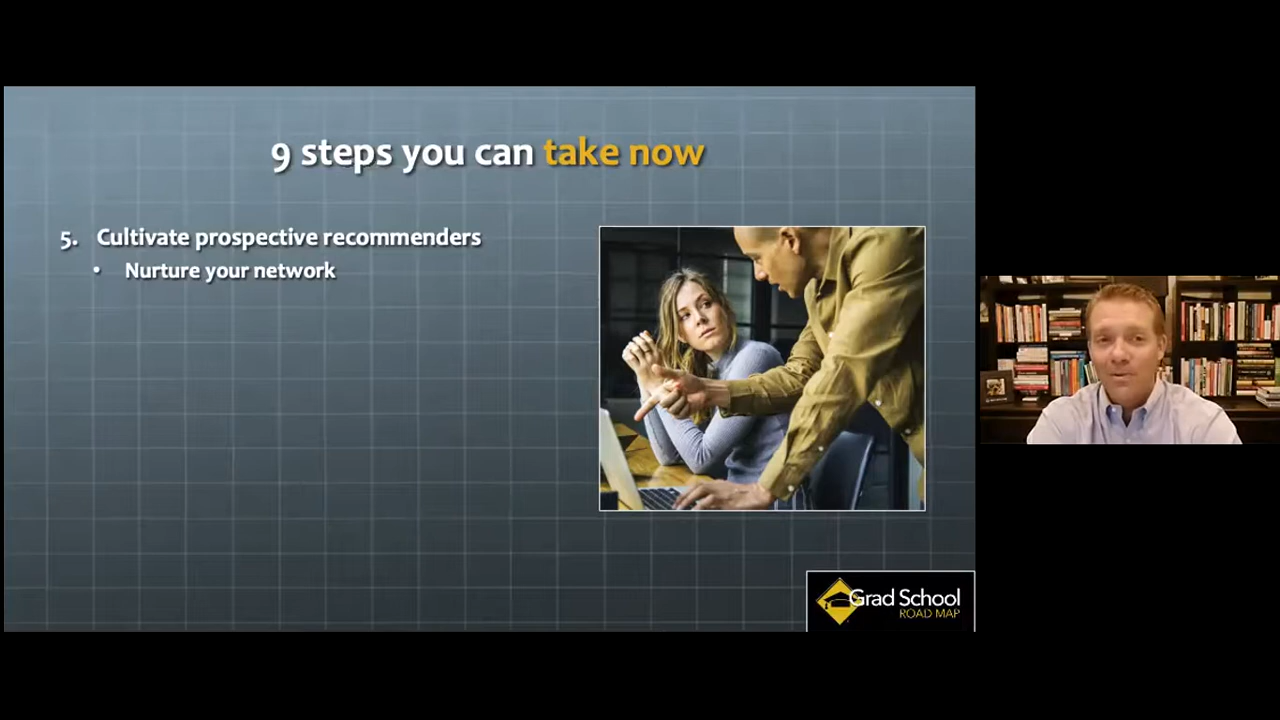 9 steps you can take now
5. Cultivate prospective recommenders
• Nurture your network
Grad School
ROAD MAP